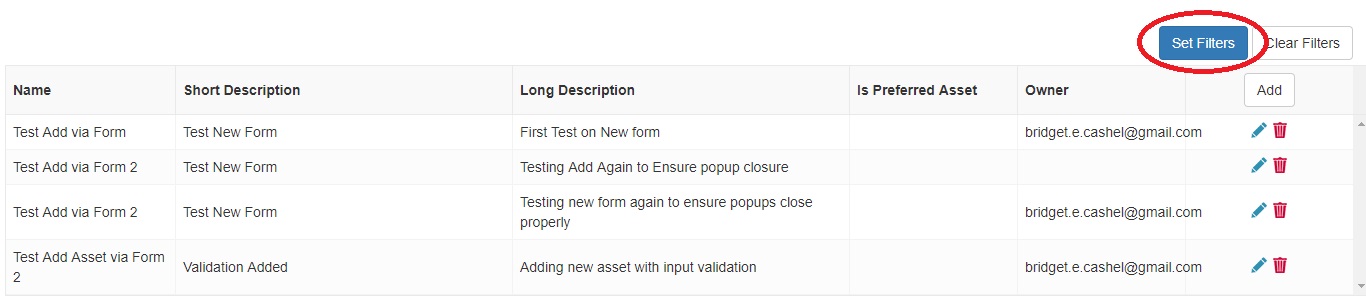 Set Filters Clear Filters
Name Short Description Long Description Is Preferred Asset Owner Add
Test Add via Form Test New Form First Test on New form bridget.e.cashel@gmail.com
Test Add via Form 2 Test New Form Testing Add Again to Ensure popup closure
Test Add via Form 2 Test New Form Testing new form again to ensure popups close properly bridget.e.cashel@gmail.com
Test Add Asset via Form 2 Validation Added Adding new asset with input validation bridget.e.cashel@gmail.com